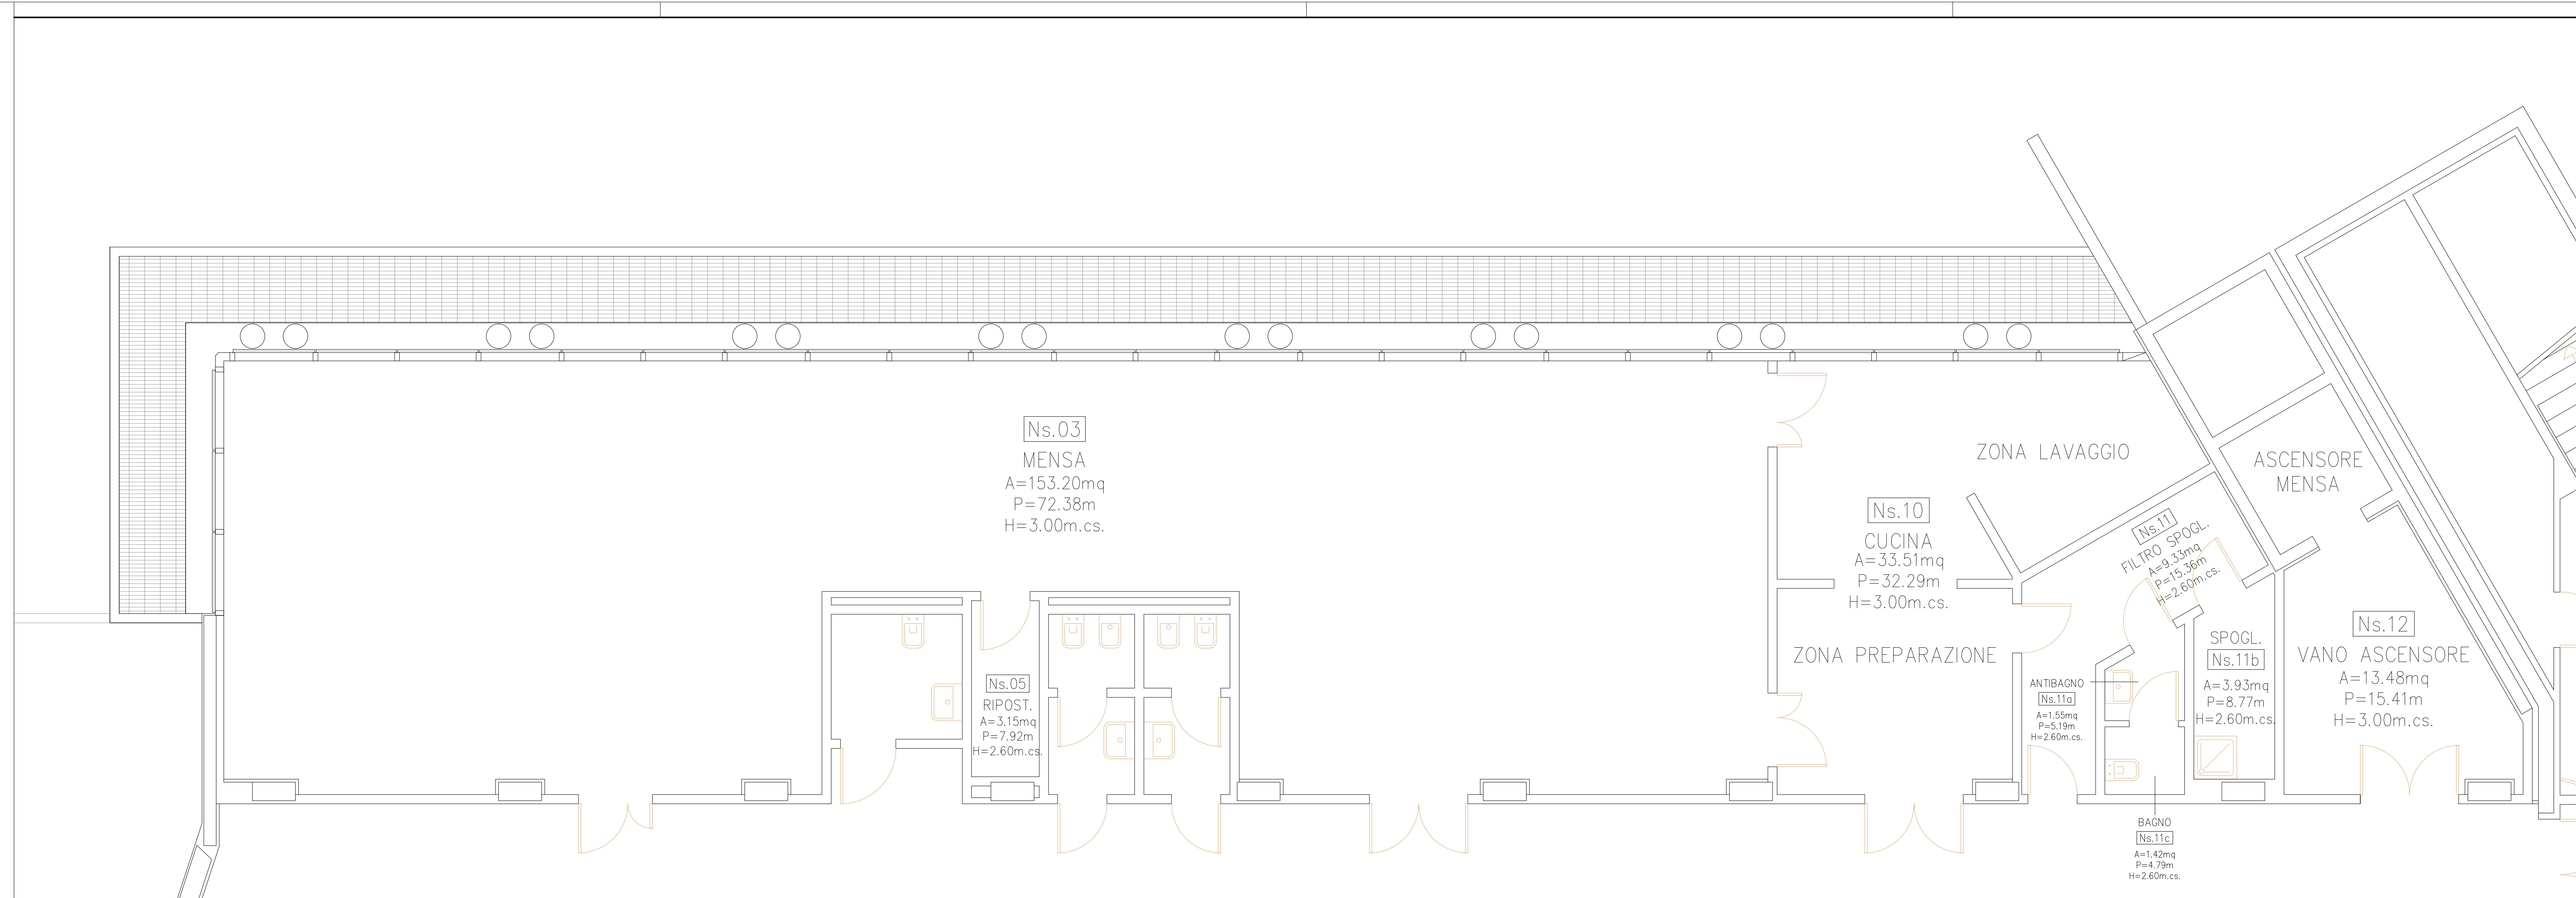 Ns.03
MENSA
A=153.20mq
P=72.38m
H=3.00m.cs.
Ns.05
RIPOST.
A=3.15mq
P=7.92m
H=2.60m.cs.
ZONA LAVAGGIO
Ns.10
CUCINA
A=33.51mq
P=32.29m
H=3.00m.cs.
ZONA PREPARAZIONE
ASCENSORE
MENSA
Ns.11
FILTRO SPOGL.
A=9.33mq
P=15.36m
H=2.60m.cs.
ANTIBAGNO
Ns.11a
A=1.55mq
P=5.19m
H=2.60m.cs.
SPOGL.
Ns.11b
A=3.93mq
P=8.77m
H=2.60m.cs.
Ns.12
VANO ASCENSORE
A=13.48mq
P=15.41m
H=3.00m.cs.
BAGNO
Ns.11c
A=1.42mq
P=4.79m
H=2.60m.cs.